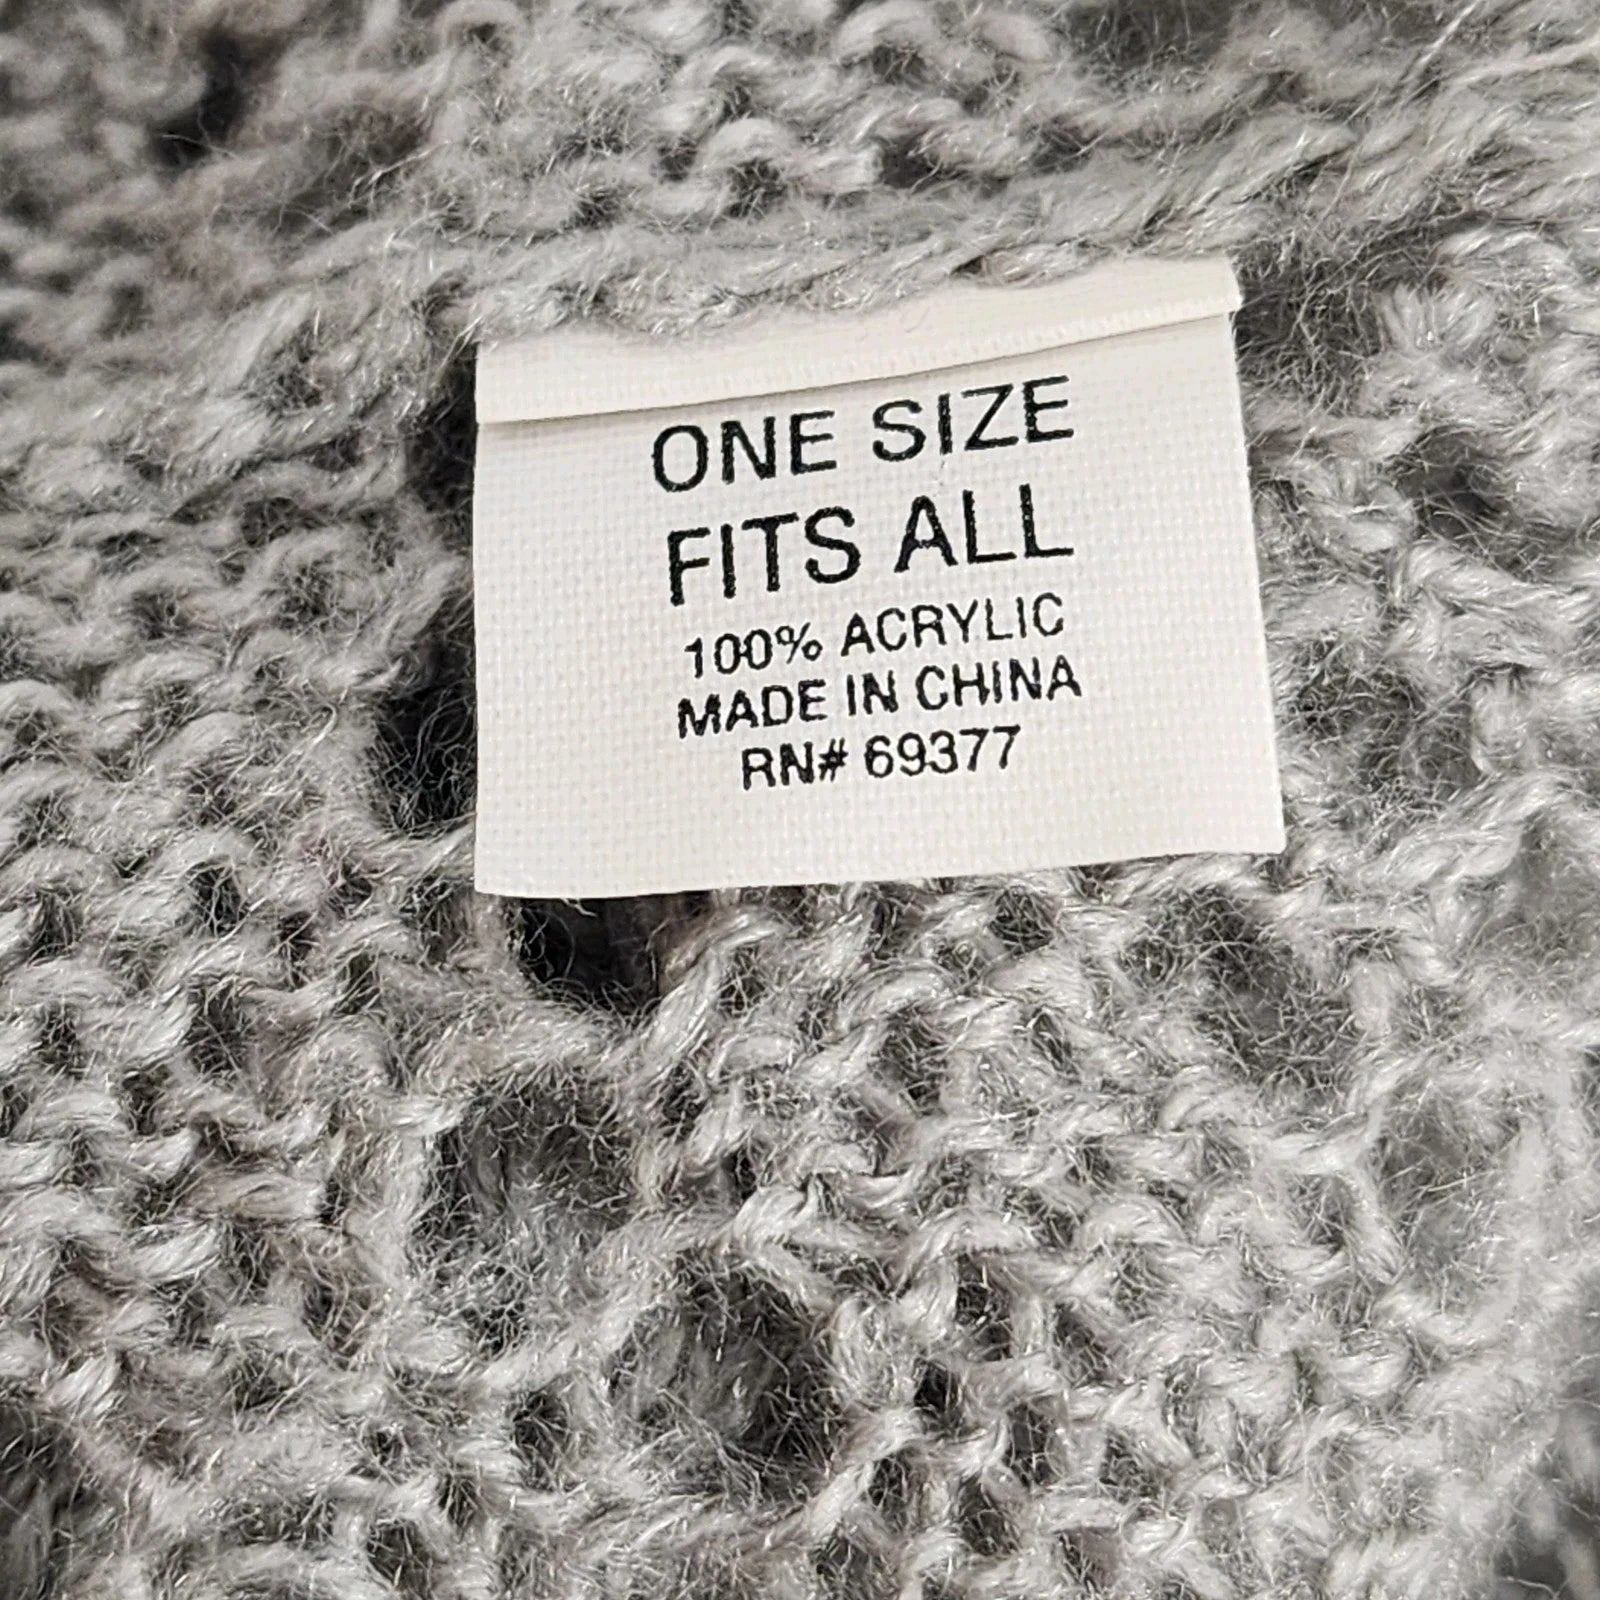 ONE SIZE
FITS ALL
100% ACRYLIC
MADE IN CHINA
RN# 69377